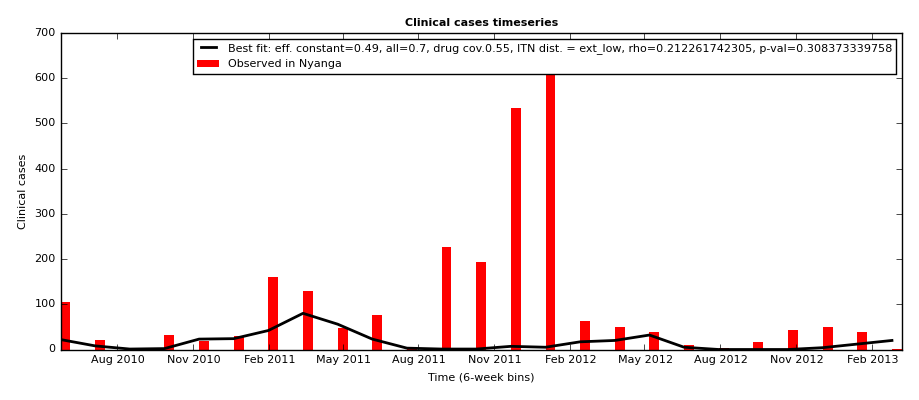 Clinical cases timeseries
Best fit: eff. constant=0.49, all=0.7, drug cov.0.55, ITN dist. = ext_low, rho=0.212261742305, p-val=0.308373339758
Observed in Nyanga
Clinical cases
700
600
500
400
300
200
100
0
Aug 2010 Nov 2010 Feb 2011 May 2011 Aug 2011 Nov 2011 Feb 2012 May 2012 Aug 2012 Nov 2012 Feb 2013
Time (6-week bins)